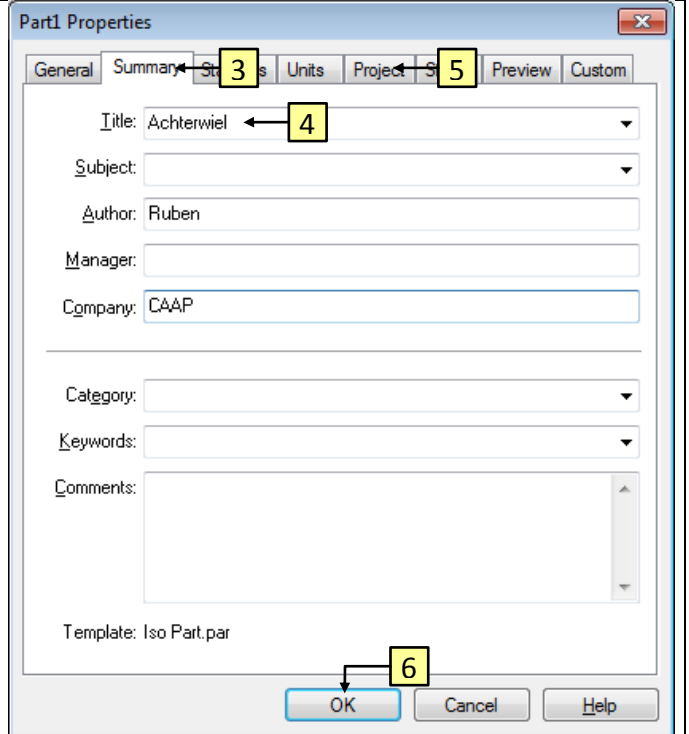 Part1 Properties
General Summary 3 Units Project 5 Preview Custom
Title: Achterwiel 4
Subject:
Author: Ruben
Manager:
Company: CAAP
Category:
Keywords:
Comments:
Template: Iso Part.par
6
OK Cancel Help